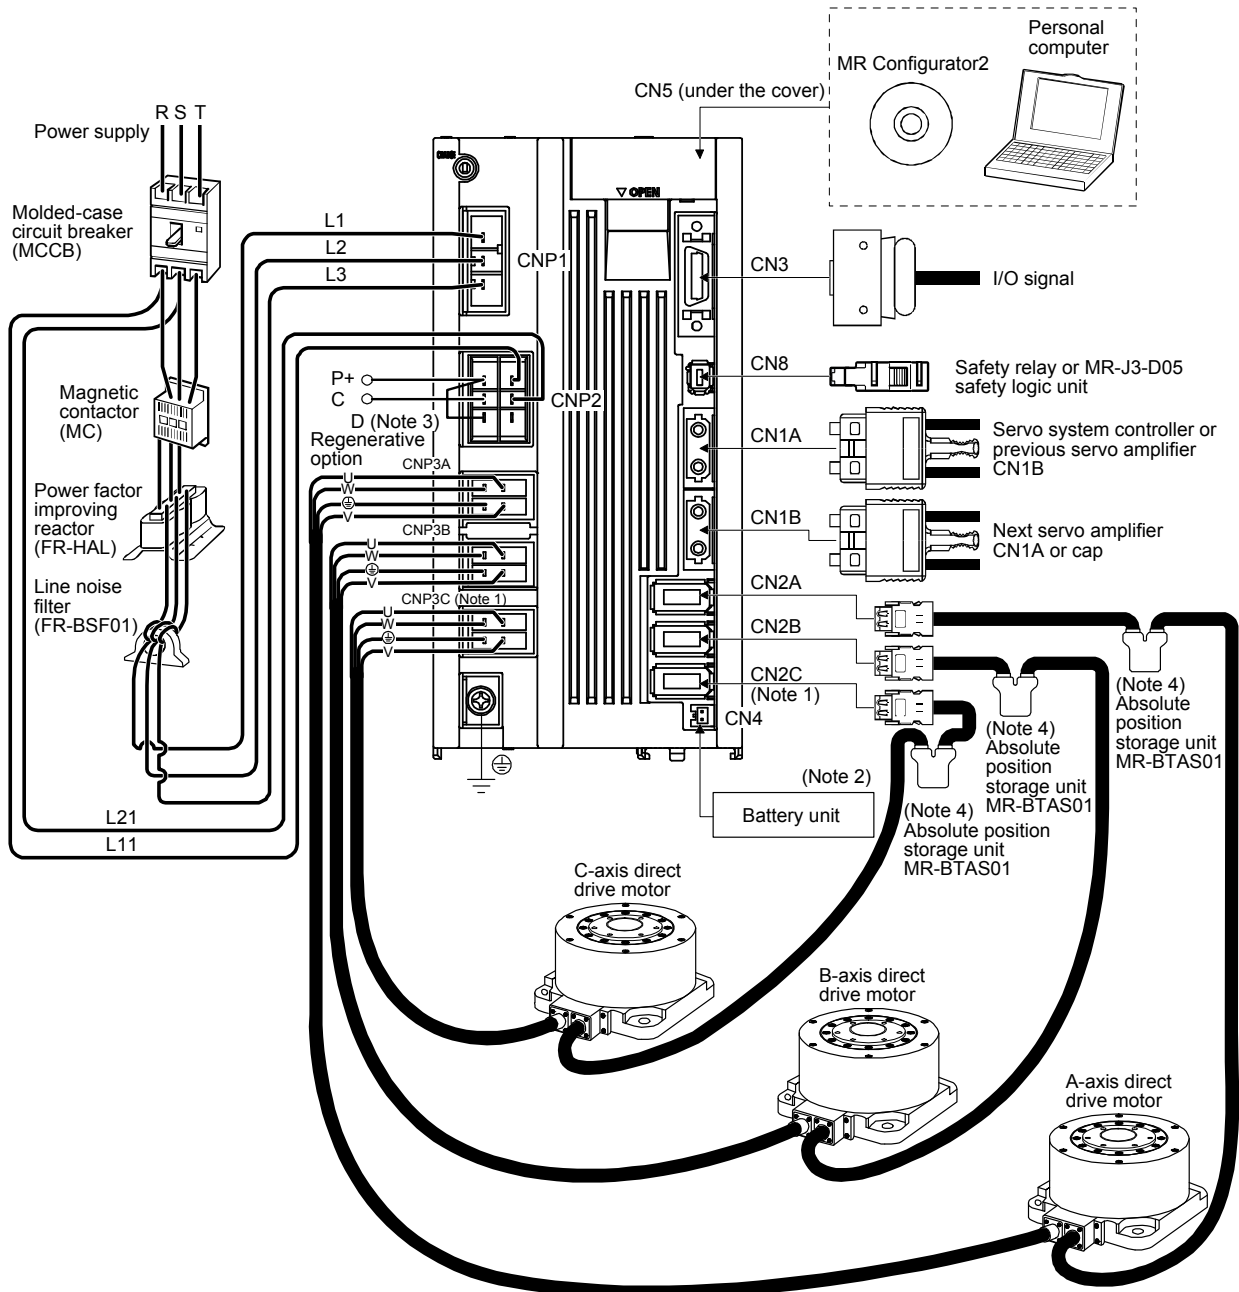 Personal
computer
MR Configurator2
CN5 (under the cover)
R S T
Power supply
CHARGE
▽ OPEN
Molded-case
circuit breaker
(MCCB)
L1
L2
L3
CNP1
CN3
I/O signal
CN8
Safety relay or MR-J3-D05
safety logic unit
P+
C
D (Note 3)
CNP2
Regenerative
option
Magnetic
contactor
(MC)
CN1A
Servo system controller or
previous servo amplifier
CN1B
CNP3A
U
W
V
Power factor
improving
reactor
(FR-HAL)
CN1B
Next servo amplifier
CN1A or cap
CNP3B
U
W
V
Line noise
filter
(FR-BSF01)
CN2A
CNP3C (Note 1)
U
W
V
CN2B
CN2C
(Note 1)
CN4
(Note 4)
Absolute
position
storage unit
MR-BTAS01
(Note 4)
Absolute
position
storage unit
MR-BTAS01
(Note 2)
Battery unit
(Note 4)
Absolute position
storage unit
MR-BTAS01
L21
L11
C-axis direct
drive motor
B-axis direct
drive motor
A-axis direct
drive motor